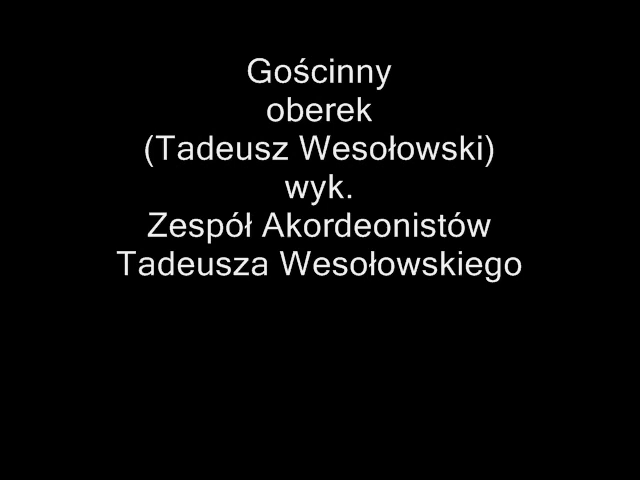 Gościnny
oberek
(Tadeusz Wesołowski)
wyk.
Zespół Akordeonistów
Tadeusza Wesołowskiego